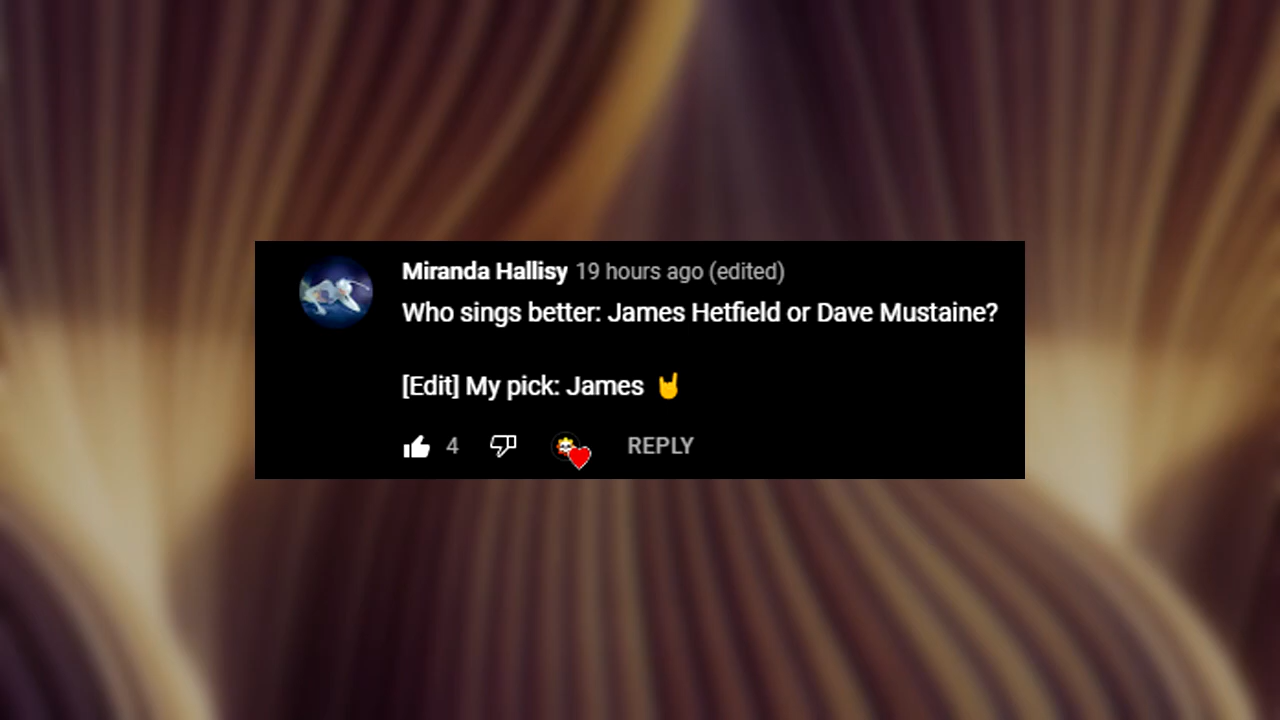 Miranda Hallisy 19 hours ago (edited)
Who sings better: James Hetfield or Dave Mustaine?
[Edit] My pick: James 🤘
4 REPLY